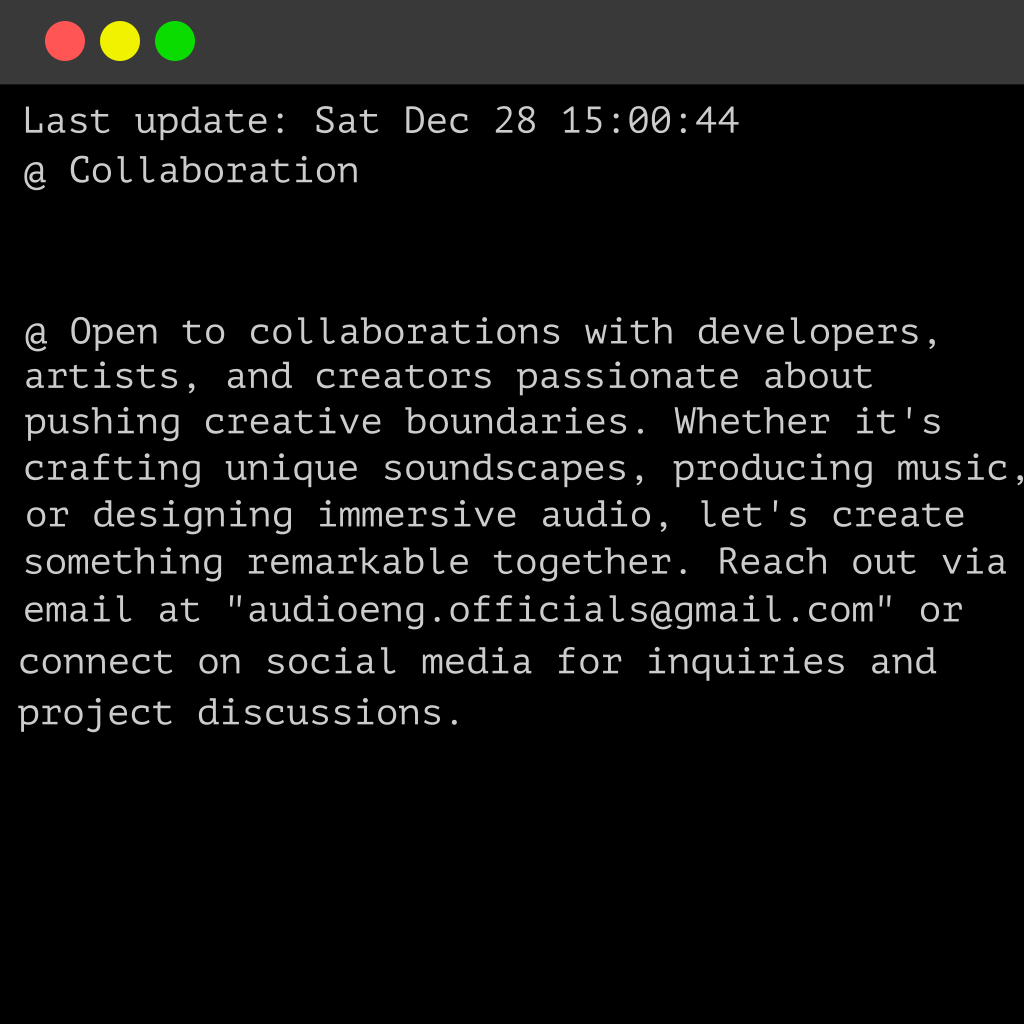 Last update: Sat Dec 28 15:00:44
@ Collaboration
@ Open to collaborations with developers,
artists, and creators passionate about
pushing creative boundaries. Whether it's
crafting unique soundscapes, producing music,
or designing immersive audio, let's create
something remarkable together. Reach out via
email at "audioeng.officials@gmail.com" or
connect on social media for inquiries and
project discussions.